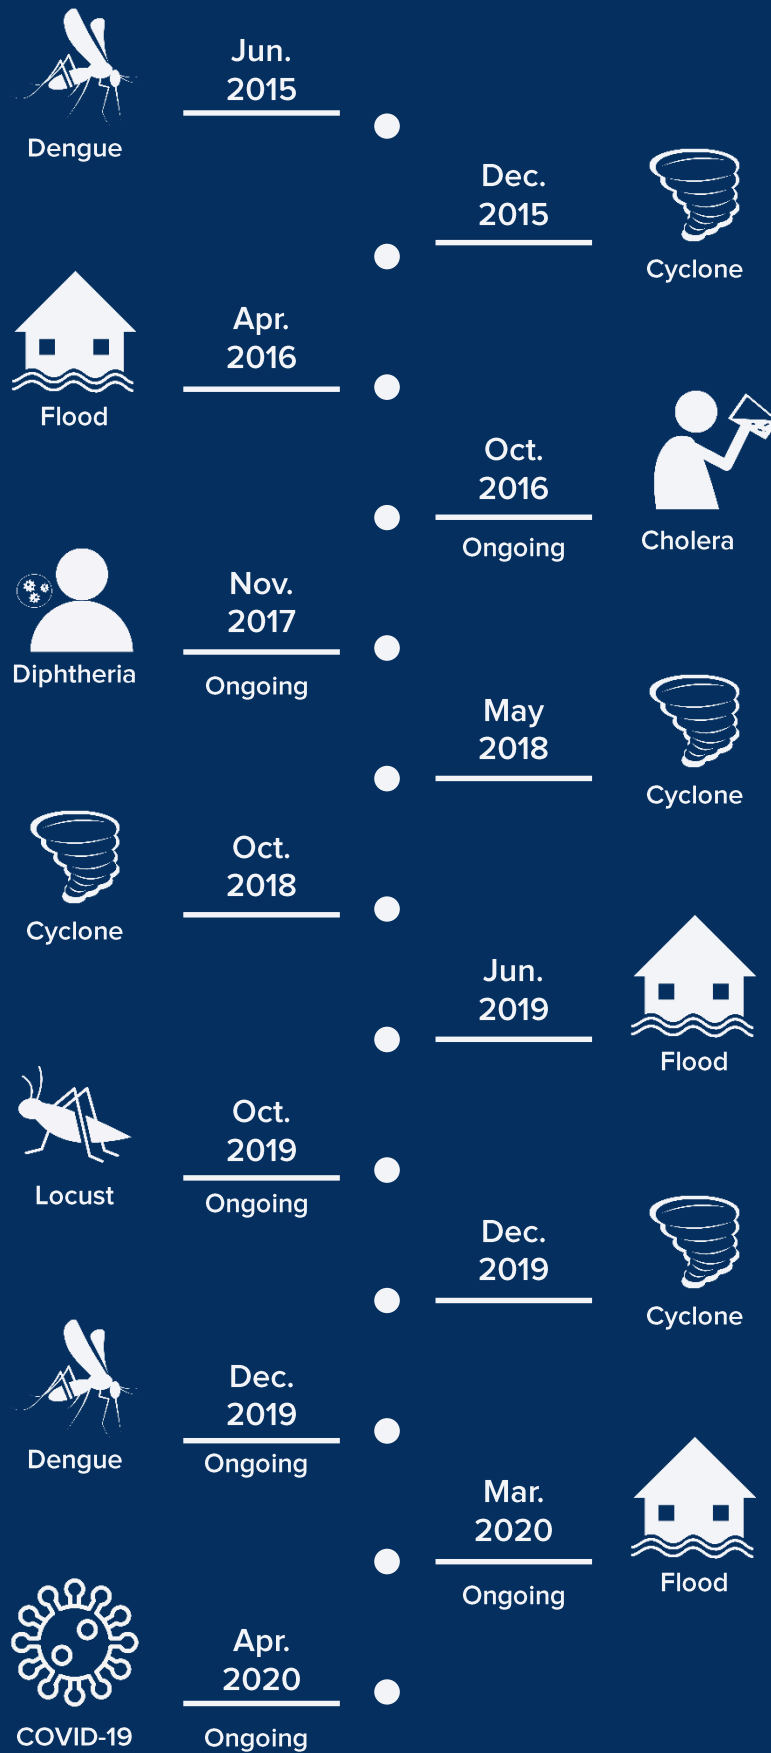 Jun.
2015
Dengue
Dec.
2015
Cyclone
Apr.
2016
Flood
Oct.
2016
Ongoing
Cholera
Nov.
2017
Ongoing
Diphtheria
May
2018
Cyclone
Oct.
2018
Cyclone
Jun.
2019
Flood
Oct.
2019
Ongoing
Locust
Dec.
2019
Cyclone
Dec.
2019
Ongoing
Dengue
Mar.
2020
Ongoing
Flood
Apr.
2020
Ongoing
COVID-19